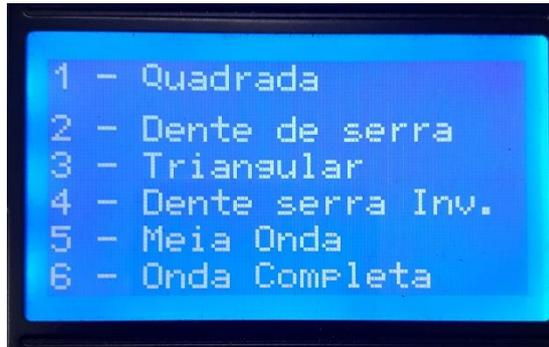 1 - Quadrada
2 - Dente de serra
3 - Triangular
4 - Dente serra Inv.
5 - Meia Onda
6 - Onda Completa